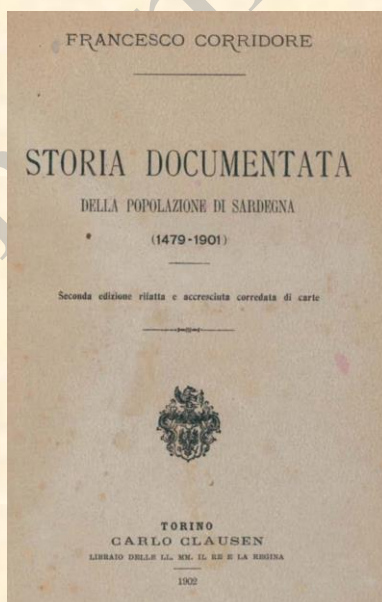 FRANCESCO CORRIDORE
STORIA DOCUMENTATA
DELLA POPOLAZIONE DI SARDEGNA
(1479-1901)
Seconda edizione rifatta e accresciuta corredata di carte
TORINO
CARLO CLAUSEN
LIBRAIO DELLE LL. MM. IL RE E LA REGINA
1902